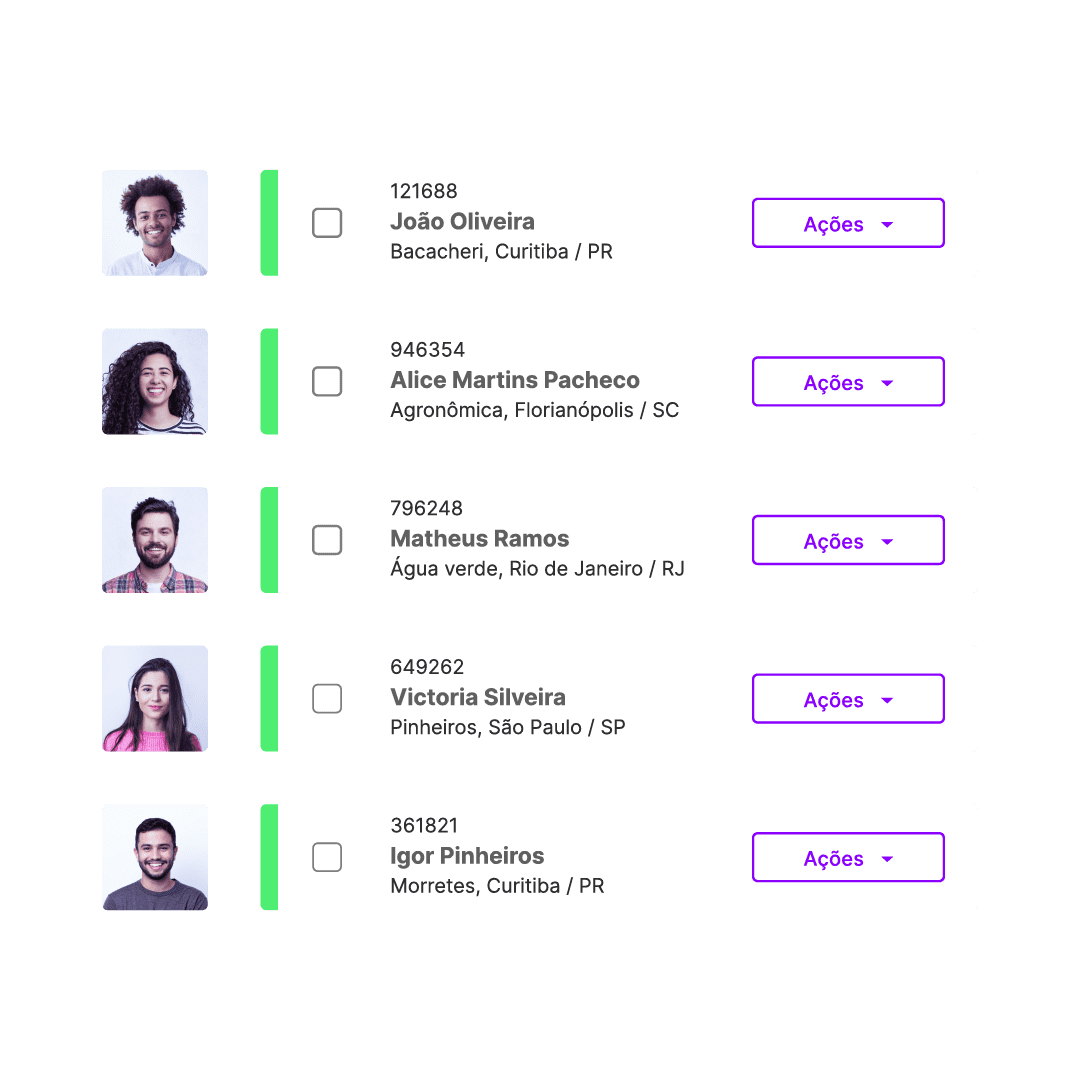 121688
João Oliveira
Bacacheri, Curitiba / PR
Ações
946354
Alice Martins Pacheco
Agronômica, Florianópolis / SC
Ações
796248
Matheus Ramos
Água verde, Rio de Janeiro / RJ
Ações
649262
Victoria Silveira
Pinheiros, São Paulo / SP
Ações
361821
Igor Pinheiros
Morretes, Curitiba / PR
Ações